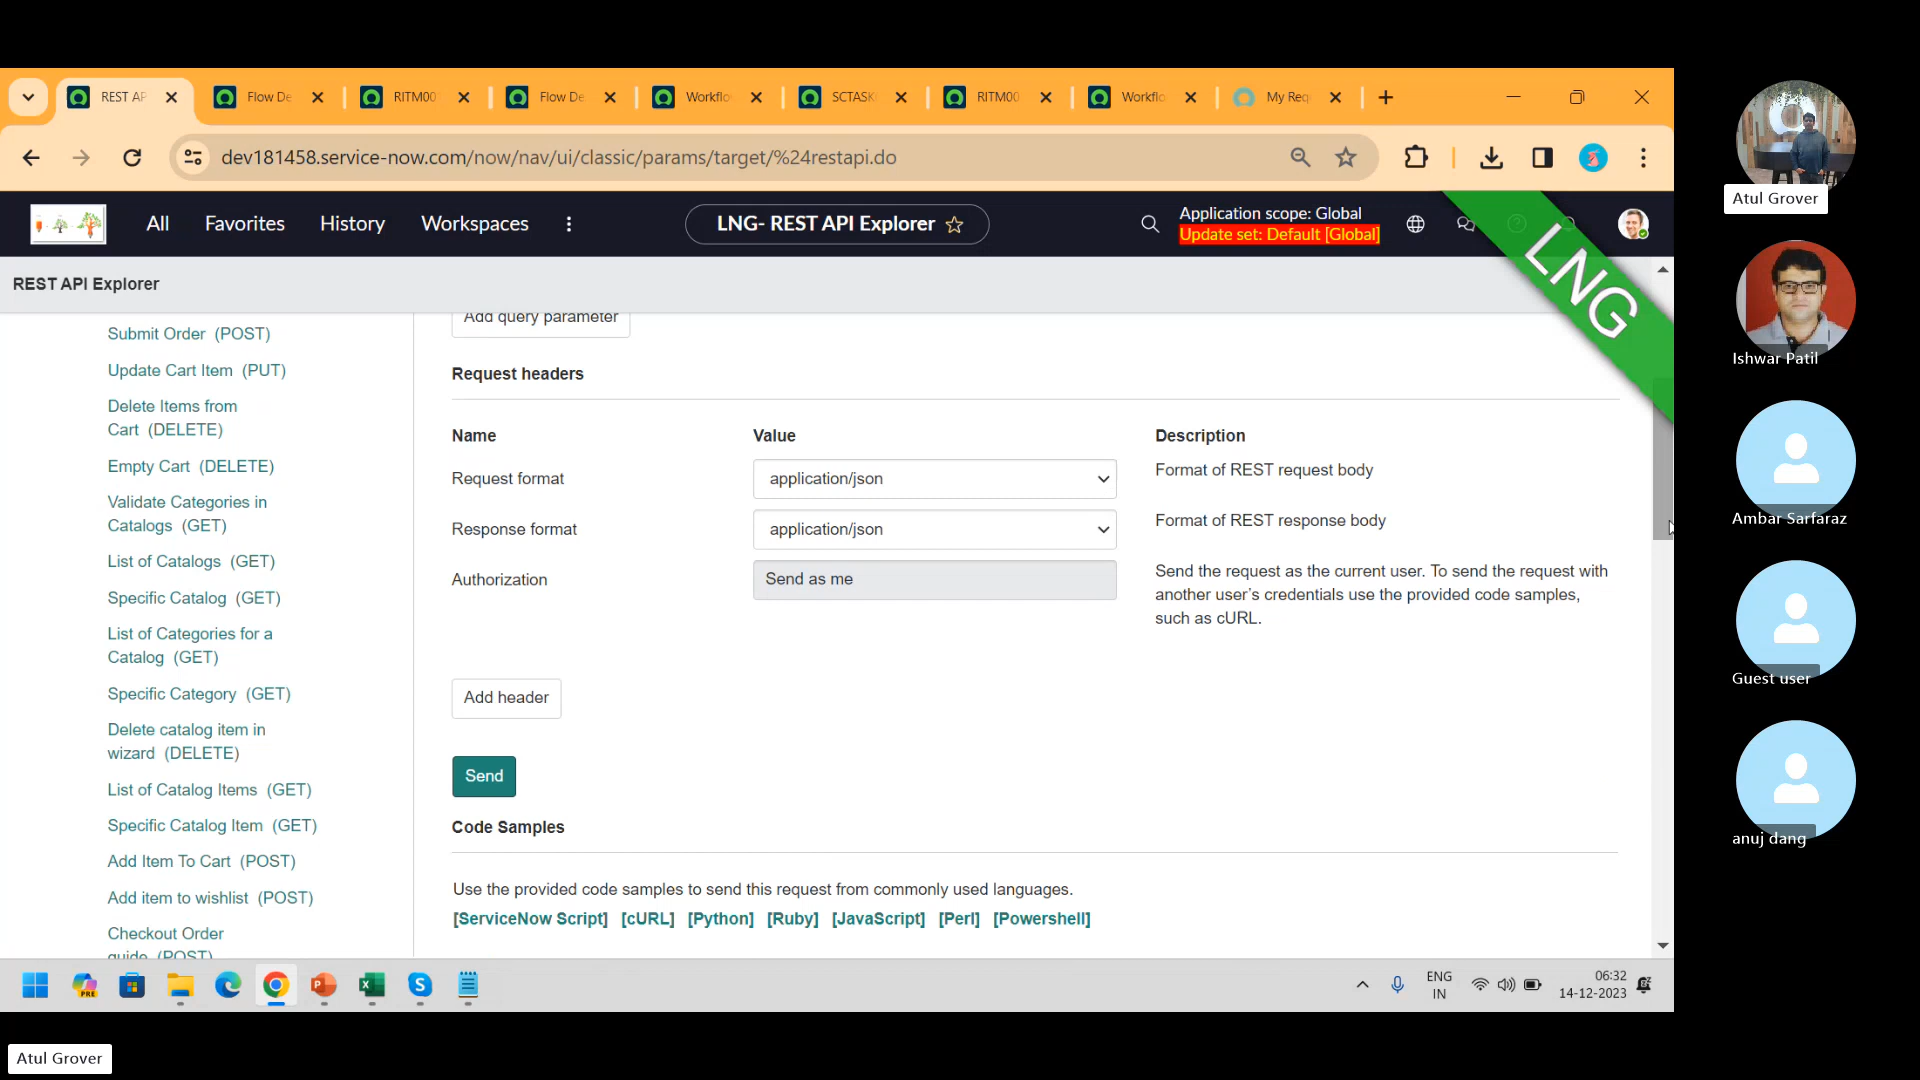 REST AP
Flow De
RITM00
Flow De
Workflo
SCTASK
RITM00
Workflo
My Req
dev181458.service-now.com/now/nav/ui/classic/params/target/%24restapi.do
All
Favorites
History
Workspaces
LNG- REST API Explorer
Application scope: Global
Update set: Default [Global]
LNG
REST API Explorer
Submit Order (POST)
Update Cart Item (PUT)
Delete Items from
Cart (DELETE)
Empty Cart (DELETE)
Validate Categories in
Catalogs (GET)
List of Catalogs (GET)
Specific Catalog (GET)
List of Categories for a
Catalog (GET)
Specific Category (GET)
Delete catalog item in
wizard (DELETE)
List of Catalog Items (GET)
Specific Catalog Item (GET)
Add Item To Cart (POST)
Add item to wishlist (POST)
Checkout Order
guide (POST)
Add query parameter
Request headers
Name
Value
Description
Request format
application/json
Format of REST request body
Response format
application/json
Format of REST response body
Authorization
Send as me
Send the request as the current user. To send the request with
another user's credentials use the provided code samples,
such as cURL.
Add header
Send
Code Samples
Use the provided code samples to send this request from commonly used languages.
[ServiceNow Script] [cURL] [Python] [Ruby] [JavaScript] [Perl] [Powershell]
PRE
ENG
IN
06:32
14-12-2023
Atul Grover
Ishwar Patil
Ambar Sarfaraz
Guest user
anuj dang
Atul Grover